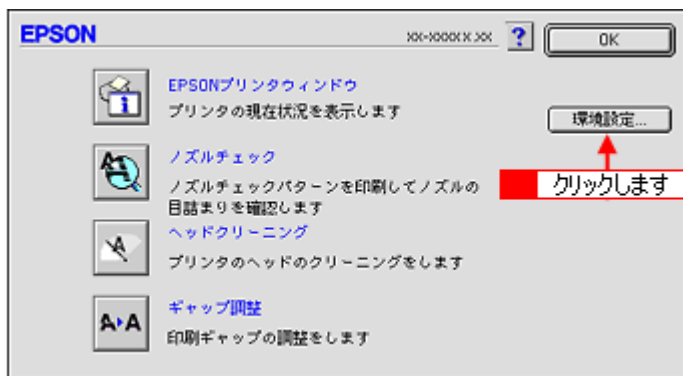 EPSON
XX-XXXXX X.XX
?
OK
EPSONプリンタウィンドウ
プリンタの現在状況を表示します
環境設定...
ノズルチェック
クリックします
ノズルチェックパターンを印刷してノズルの
目詰まりを確認します
ヘッドクリーニング
プリンタのヘッドのクリーニングをします
ギャップ調整
A▸A
印刷ギャップの調整をします